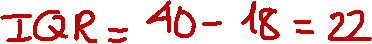 IQR = 40 - 18 = 22